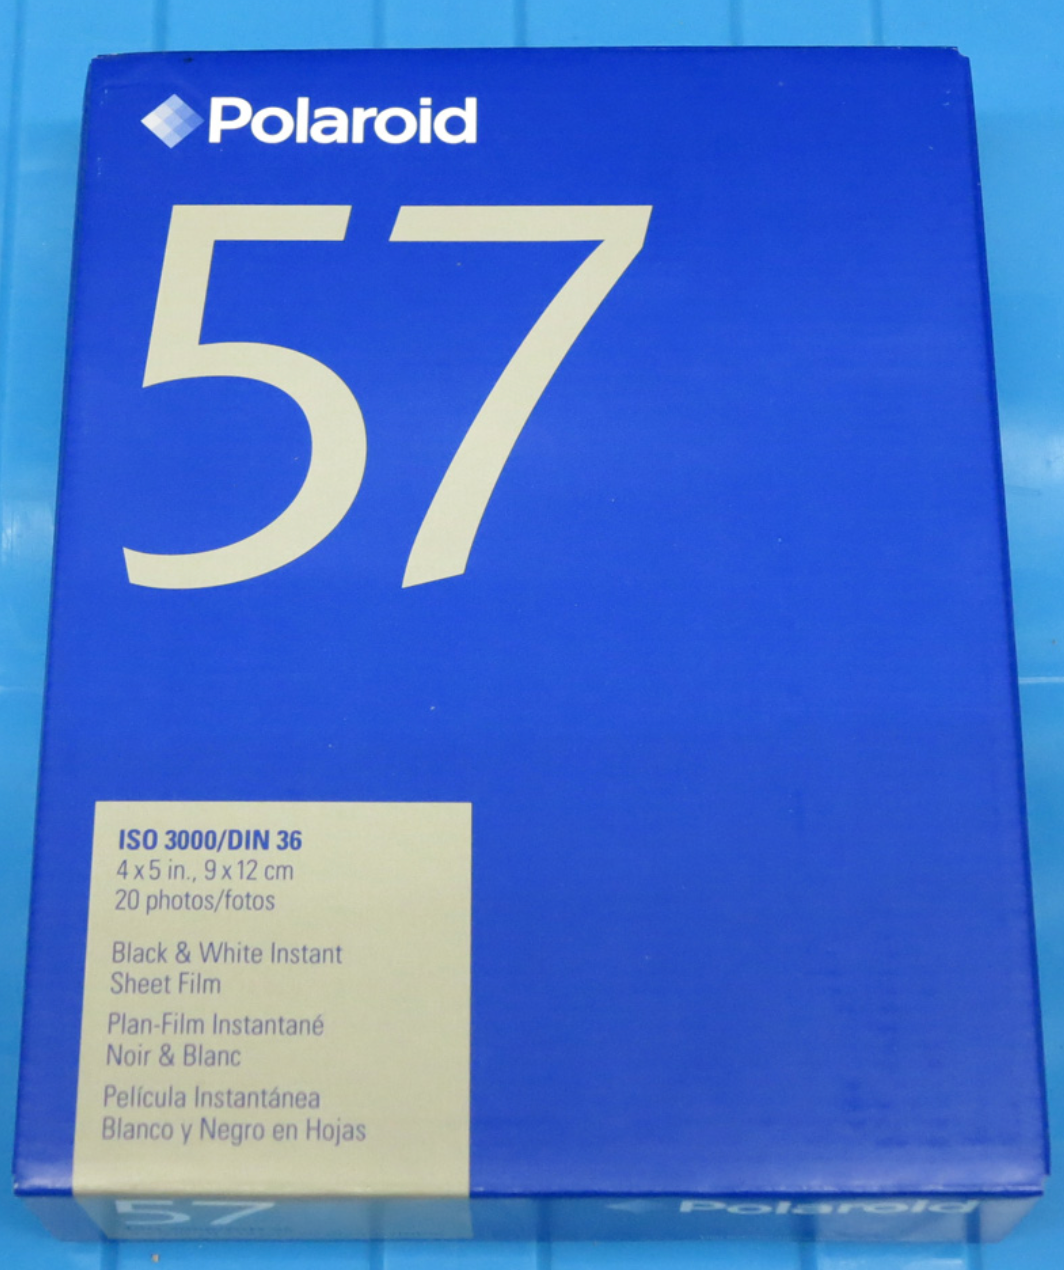 Polaroid
57
ISO 3000/DIN 36
4 x 5 in., 9 x 12 cm
20 photos/fotos
Black & White Instant
Sheet Film
Plan-Film Instantané
Noir & Blanc
Película Instantánea
Blanco y Negro en Hojas
57 Polaroid